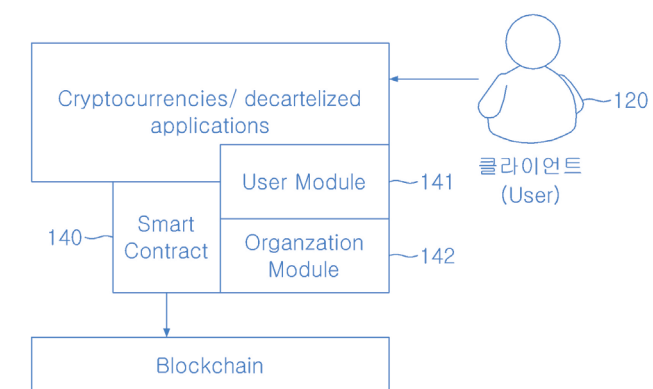 Cryptocurrencies/ decartelized
applications
120
클라이언트
(User)
User Module
141
140
Smart
Contract
Organzation
Module
142
Blockchain